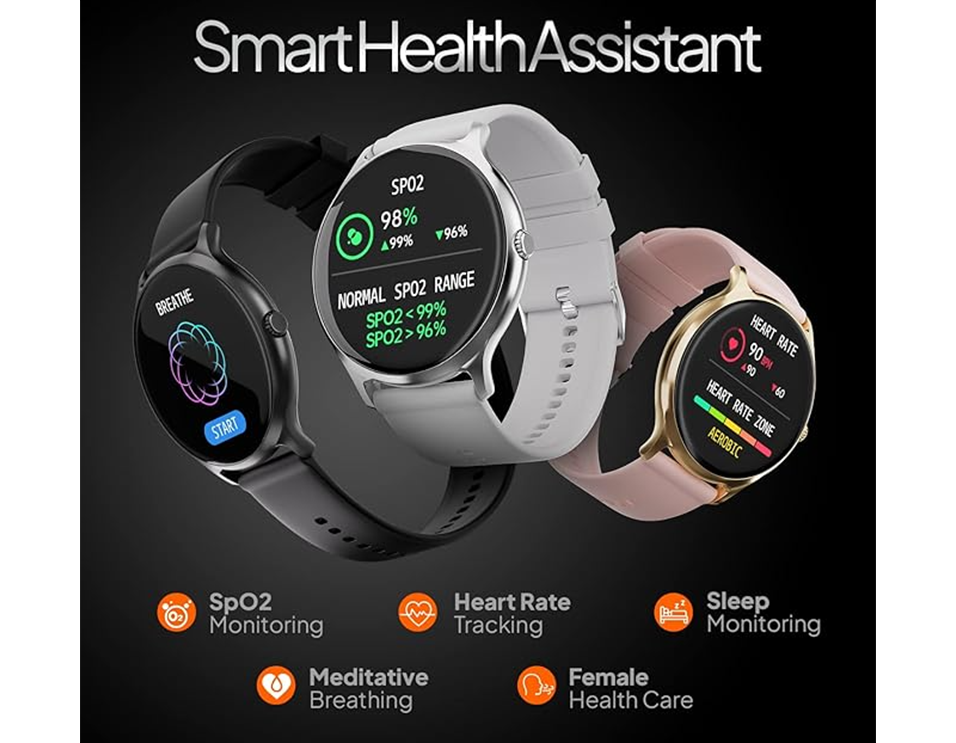 Smart Health Assistant
SPO2
98%
▲99% ▼96%
NORMAL SPO2 RANGE
SPO2 < 99%
SPO2 > 96%
BREATHE
START
HEART RATE
90 BPM
▲90 ▼60
HEART RATE ZONE
AEROBIC
SpO2
Monitoring
Heart Rate
Tracking
Sleep
Monitoring
Meditative
Breathing
Female
Health Care